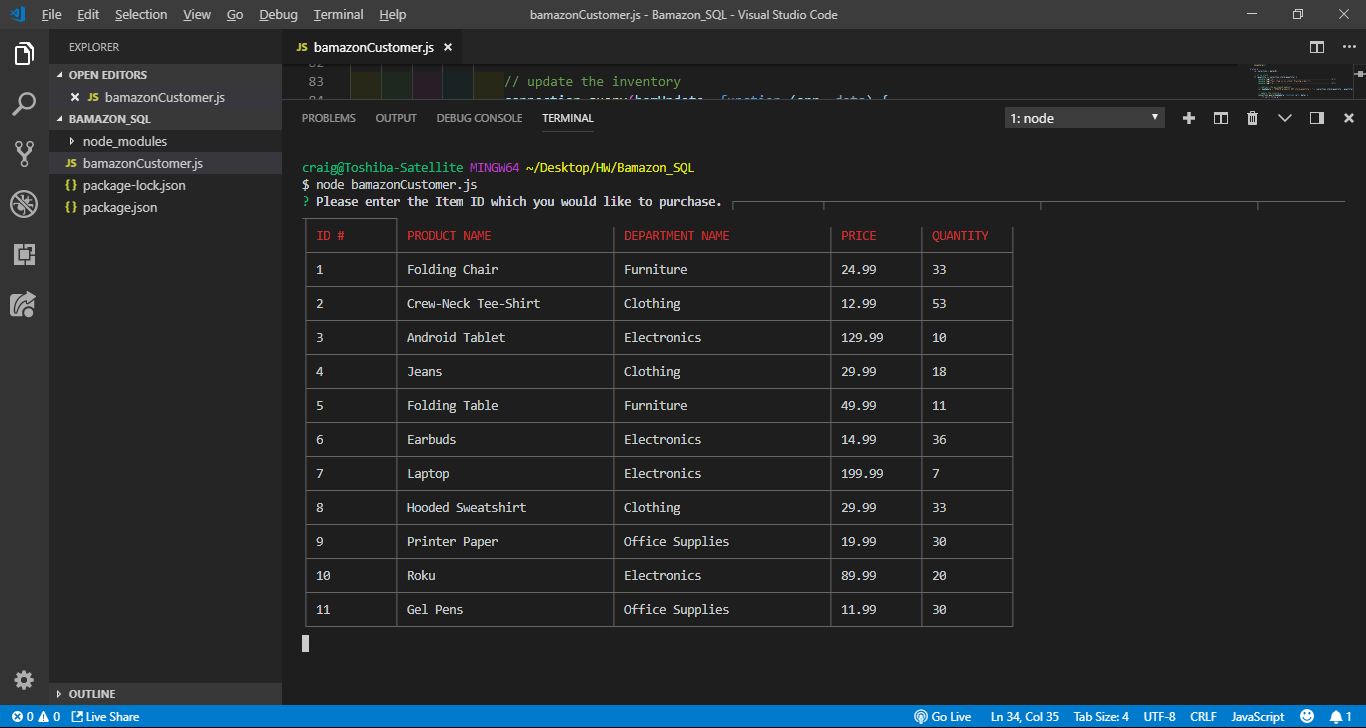 File Edit Selection View Go Debug Terminal Help bamazonCustomer.js - Bamazon_SQL - Visual Studio Code
EXPLORER
OPEN EDITORS
JS bamazonCustomer.js
BAMAZON_SQL
node_modules
JS bamazonCustomer.js
{} package-lock.json
{} package.json
OUTLINE
JS bamazonCustomer.js
83 // update the inventory
PROBLEMS OUTPUT DEBUG CONSOLE TERMINAL 1: node
craig@Toshiba-Satellite MINGW64 ~/Desktop/HW/Bamazon_SQL
$ node bamazonCustomer.js
? Please enter the Item ID which you would like to purchase.
ID # PRODUCT NAME DEPARTMENT NAME PRICE QUANTITY
1 Folding Chair Furniture 24.99 33
2 Crew-Neck Tee-Shirt Clothing 12.99 53
3 Android Tablet Electronics 129.99 10
4 Jeans Clothing 29.99 18
5 Folding Table Furniture 49.99 11
6 Earbuds Electronics 14.99 36
7 Laptop Electronics 199.99 7
8 Hooded Sweatshirt Clothing 29.99 33
9 Printer Paper Office Supplies 19.99 30
10 Roku Electronics 89.99 20
11 Gel Pens Office Supplies 11.99 30
0 0 Live Share Go Live Ln 34, Col 35 Tab Size: 4 UTF-8 CRLF JavaScript 1